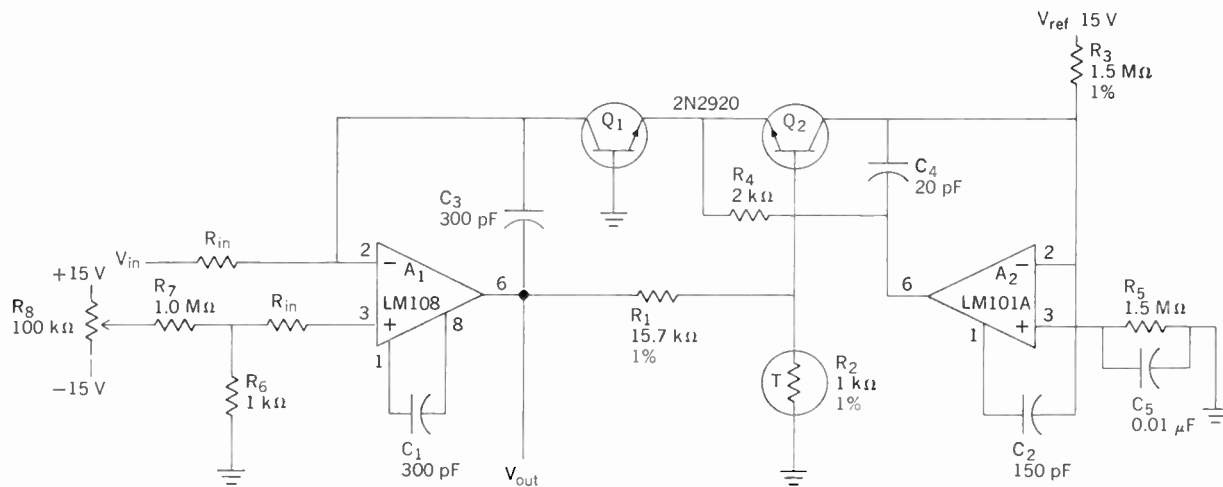 V_ref 15 V
R_3
1.5 MΩ
1%
2N2920
Q_1
Q_2
C_4
20 pF
R_4
2 kΩ
C_3
300 pF
V_in
R_in
2
−
A_1
LM108
6
8
3
+
1
+15 V
R_8
100 kΩ
−15 V
R_7
1.0 MΩ
R_in
R_6
1 kΩ
C_1
300 pF
V_out
R_1
15.7 kΩ
1%
T
R_2
1 kΩ
1%
6
A_2
LM101A
−
2
+
3
1
R_5
1.5 MΩ
C_5
0.01 μF
C_2
150 pF